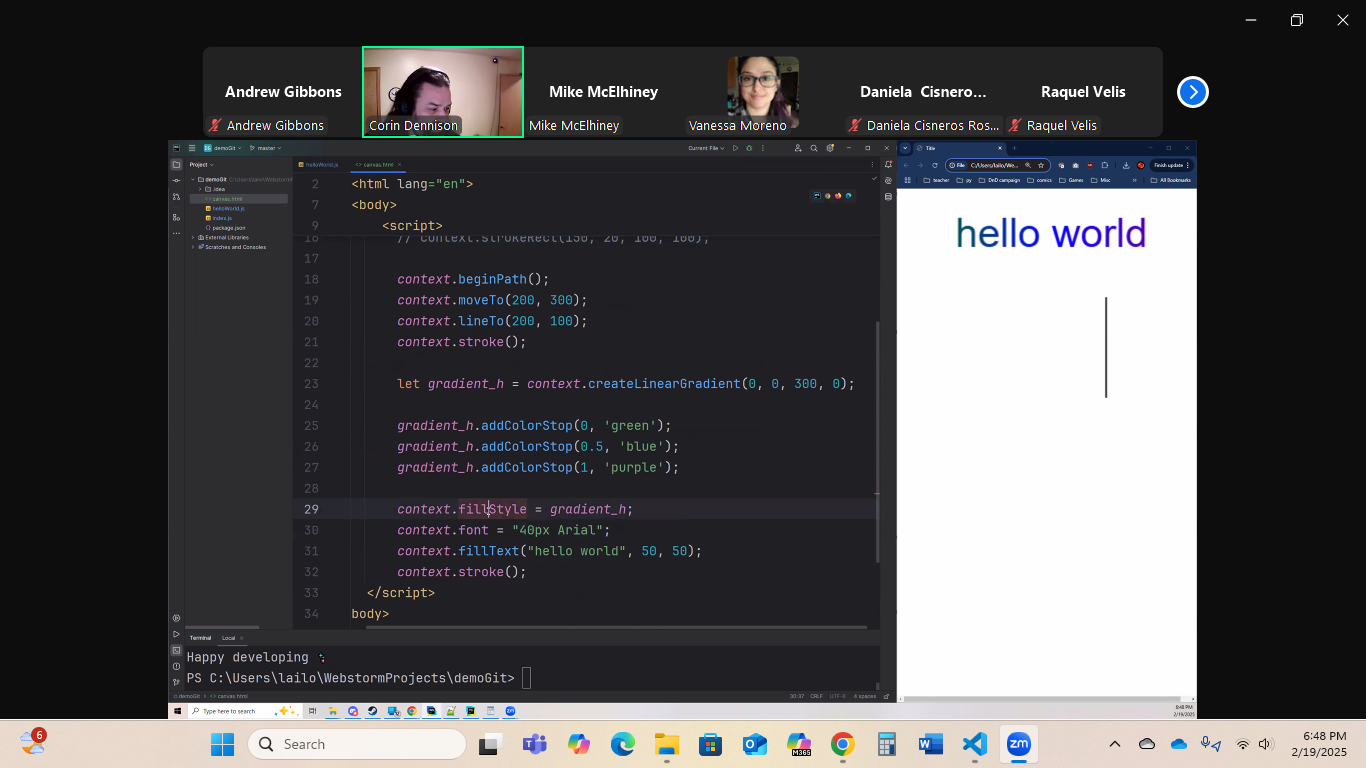 Andrew Gibbons
Mike McElhiney
Daniela Cisnero...
Raquel Velis
Andrew Gibbons
Corin Dennison
Mike McElhiney
Vanessa Moreno
Daniela Cisneros Ros...
Raquel Velis
demoGit
master
Current File
Project
demoGit C:\Users\lailo\WebstormP
.idea
canvas.html
helloWorld.js
index.js
package.json
External Libraries
Scratches and Consoles
helloWorld.js
canvas.html
2 <html lang="en">
7 <body>
9 <script>
16 // context.strokeRect(150, 20, 100, 100);
17
18 context.beginPath();
19 context.moveTo(200, 300);
20 context.lineTo(200, 100);
21 context.stroke();
22
23 let gradient_h = context.createLinearGradient(0, 0, 300, 0);
24
25 gradient_h.addColorStop(0, 'green');
26 gradient_h.addColorStop(0.5, 'blue');
27 gradient_h.addColorStop(1, 'purple');
28
29 context.fillStyle = gradient_h;
30 context.font = "40px Arial";
31 context.fillText("hello world", 50, 50);
32 context.stroke();
33 </script>
34 body>
Terminal Local
Happy developing
PS C:\Users\lailo\WebstormProjects\demoGit>
demoGit canvas.html
30:37 CRLF UTF-8 4 spaces
Title
File C:/Users/lailo/We...
Finish update
teacher py DnD campaign comics Games Misc All Bookmarks
hello world
Type here to search
6:48 PM
2/19/2025
6
Search
M365
zm
6:48 PM
2/19/2025